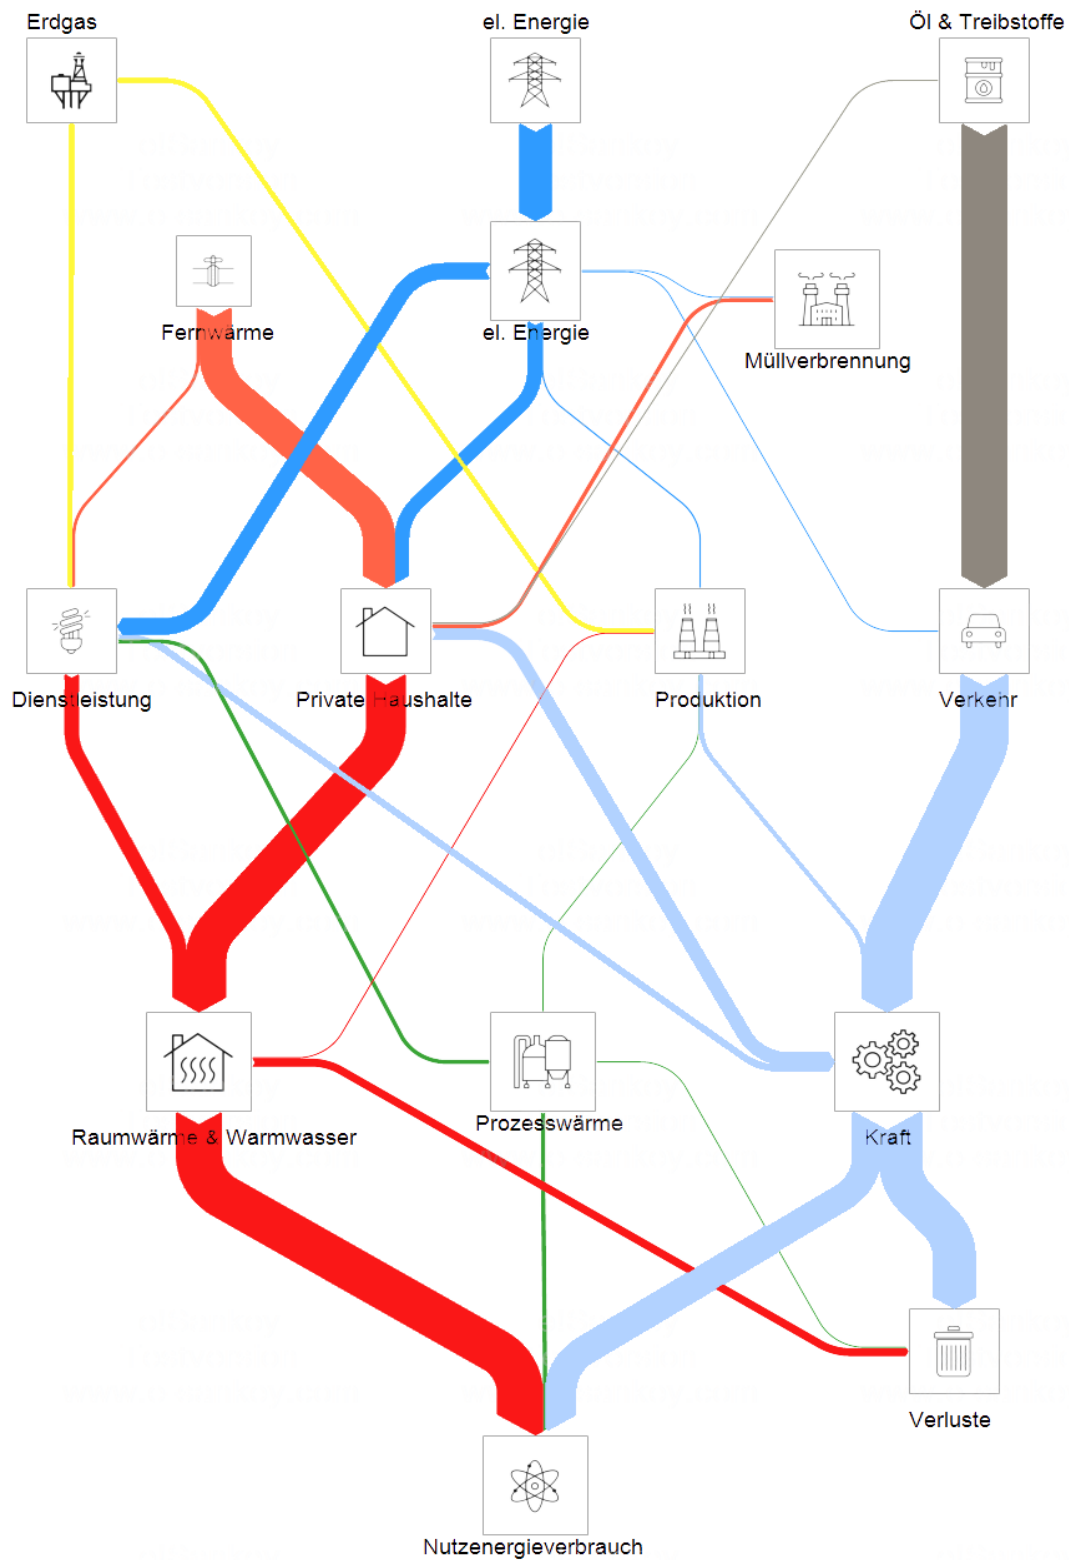 Erdgas
el. Energie
Öl & Treibstoffe
Fernwärme
el. Energie
Müllverbrennung
Dienstleistung
Private Haushalte
Produktion
Verkehr
Raumwärme & Warmwasser
Prozesswärme
Kraft
Verluste
Nutzenergieverbrauch